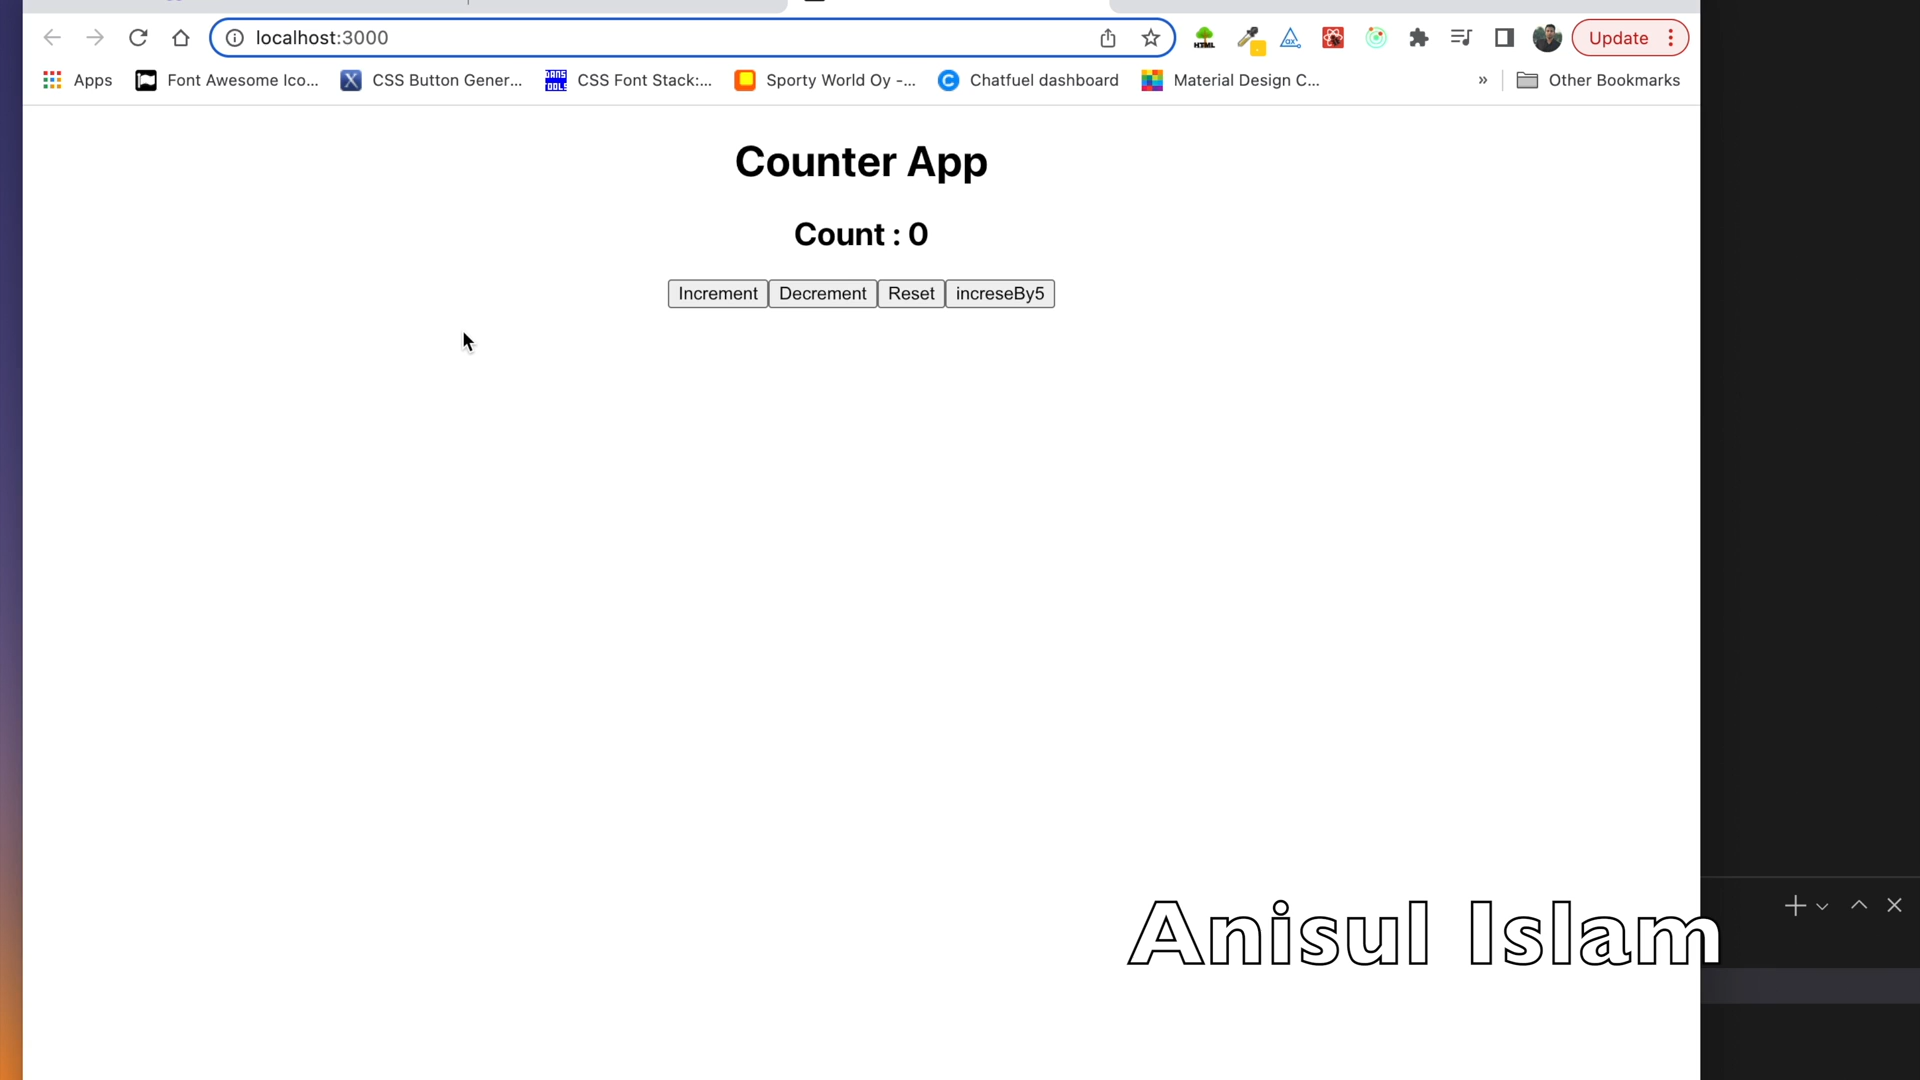 localhost:3000
HTML
Update
Apps
Font Awesome Ico...
CSS Button Gener...
CSS Font Stack:...
Sporty World Oy -...
Chatfuel dashboard
Material Design C...
»
Other Bookmarks
Counter App
Count : 0
Increment Decrement Reset increseBy5
Anisul Islam